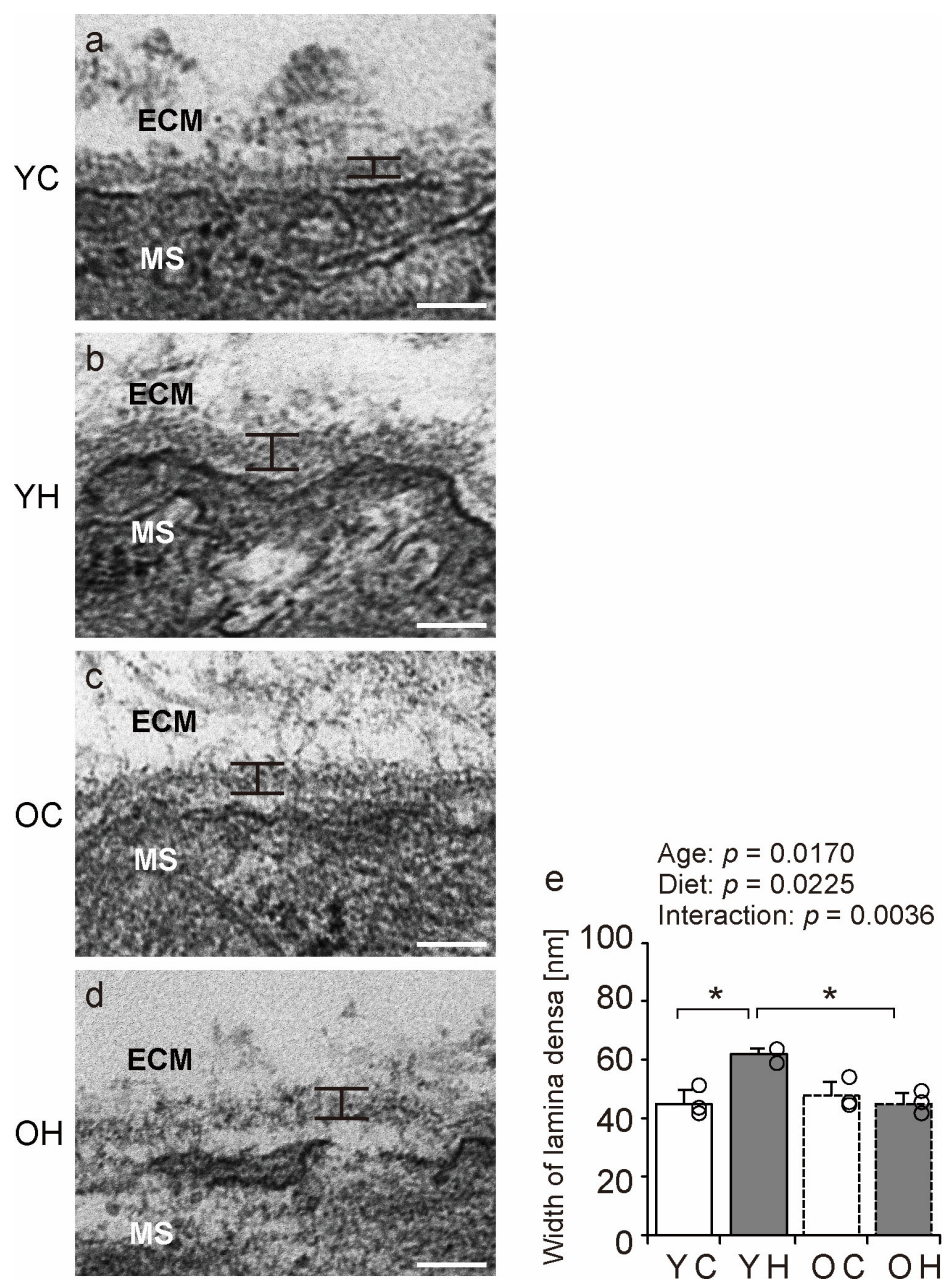 a
ECM
YC
MS
b
ECM
YH
MS
c
ECM
OC
MS
d
ECM
OH
MS
e
Age: p = 0.0170
Diet: p = 0.0225
Interaction: p = 0.0036
Width of lamina densa [nm]
100
80
60
40
20
0
* *
YC YH OC OH